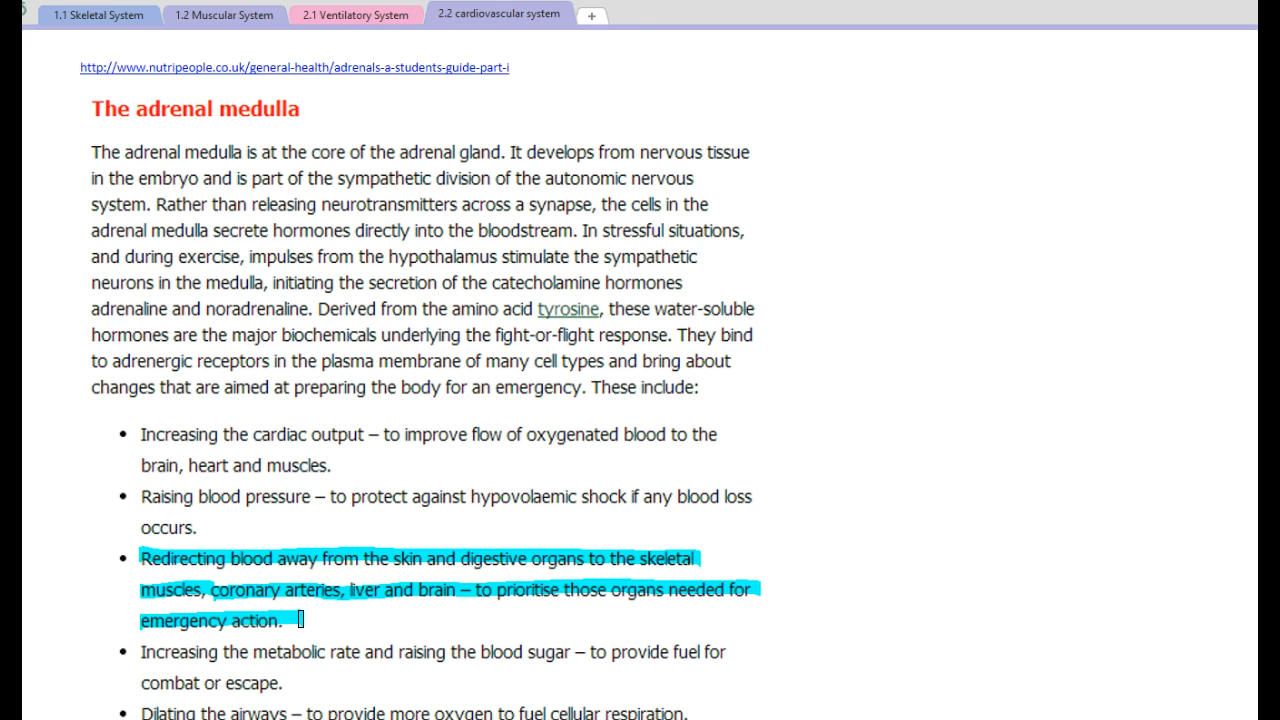 1.1 Skeletal System
1.2 Muscular System
2.1 Ventilatory System
2.2 cardiovascular system
http://www.nutripeople.co.uk/general-health/adrenals-a-students-guide-part-i
The adrenal medulla
The adrenal medulla is at the core of the adrenal gland. It develops from nervous tissue
in the embryo and is part of the sympathetic division of the autonomic nervous
system. Rather than releasing neurotransmitters across a synapse, the cells in the
adrenal medulla secrete hormones directly into the bloodstream. In stressful situations,
and during exercise, impulses from the hypothalamus stimulate the sympathetic
neurons in the medulla, initiating the secretion of the catecholamine hormones
adrenaline and noradrenaline. Derived from the amino acid tyrosine, these water-soluble
hormones are the major biochemicals underlying the fight-or-flight response. They bind
to adrenergic receptors in the plasma membrane of many cell types and bring about
changes that are aimed at preparing the body for an emergency. These include:
• Increasing the cardiac output – to improve flow of oxygenated blood to the
brain, heart and muscles.
• Raising blood pressure – to protect against hypovolaemic shock if any blood loss
occurs.
• Redirecting blood away from the skin and digestive organs to the skeletal
muscles, coronary arteries, liver and brain – to prioritise those organs needed for
emergency action.
• Increasing the metabolic rate and raising the blood sugar – to provide fuel for
combat or escape.
• Dilating the airways – to provide more oxygen to fuel cellular respiration.